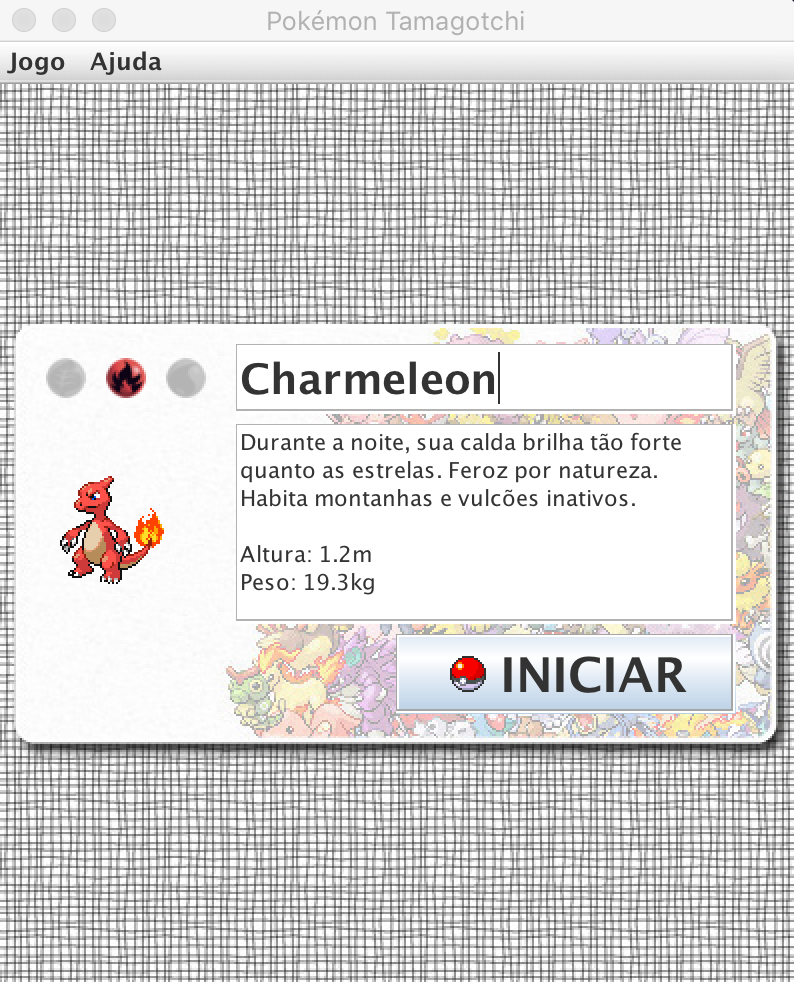 Pokémon Tamagotchi
Jogo Ajuda
Charmeleon
Durante a noite, sua calda brilha tão forte
quanto as estrelas. Feroz por natureza.
Habita montanhas e vulcões inativos.
Altura: 1.2m
Peso: 19.3kg
INICIAR